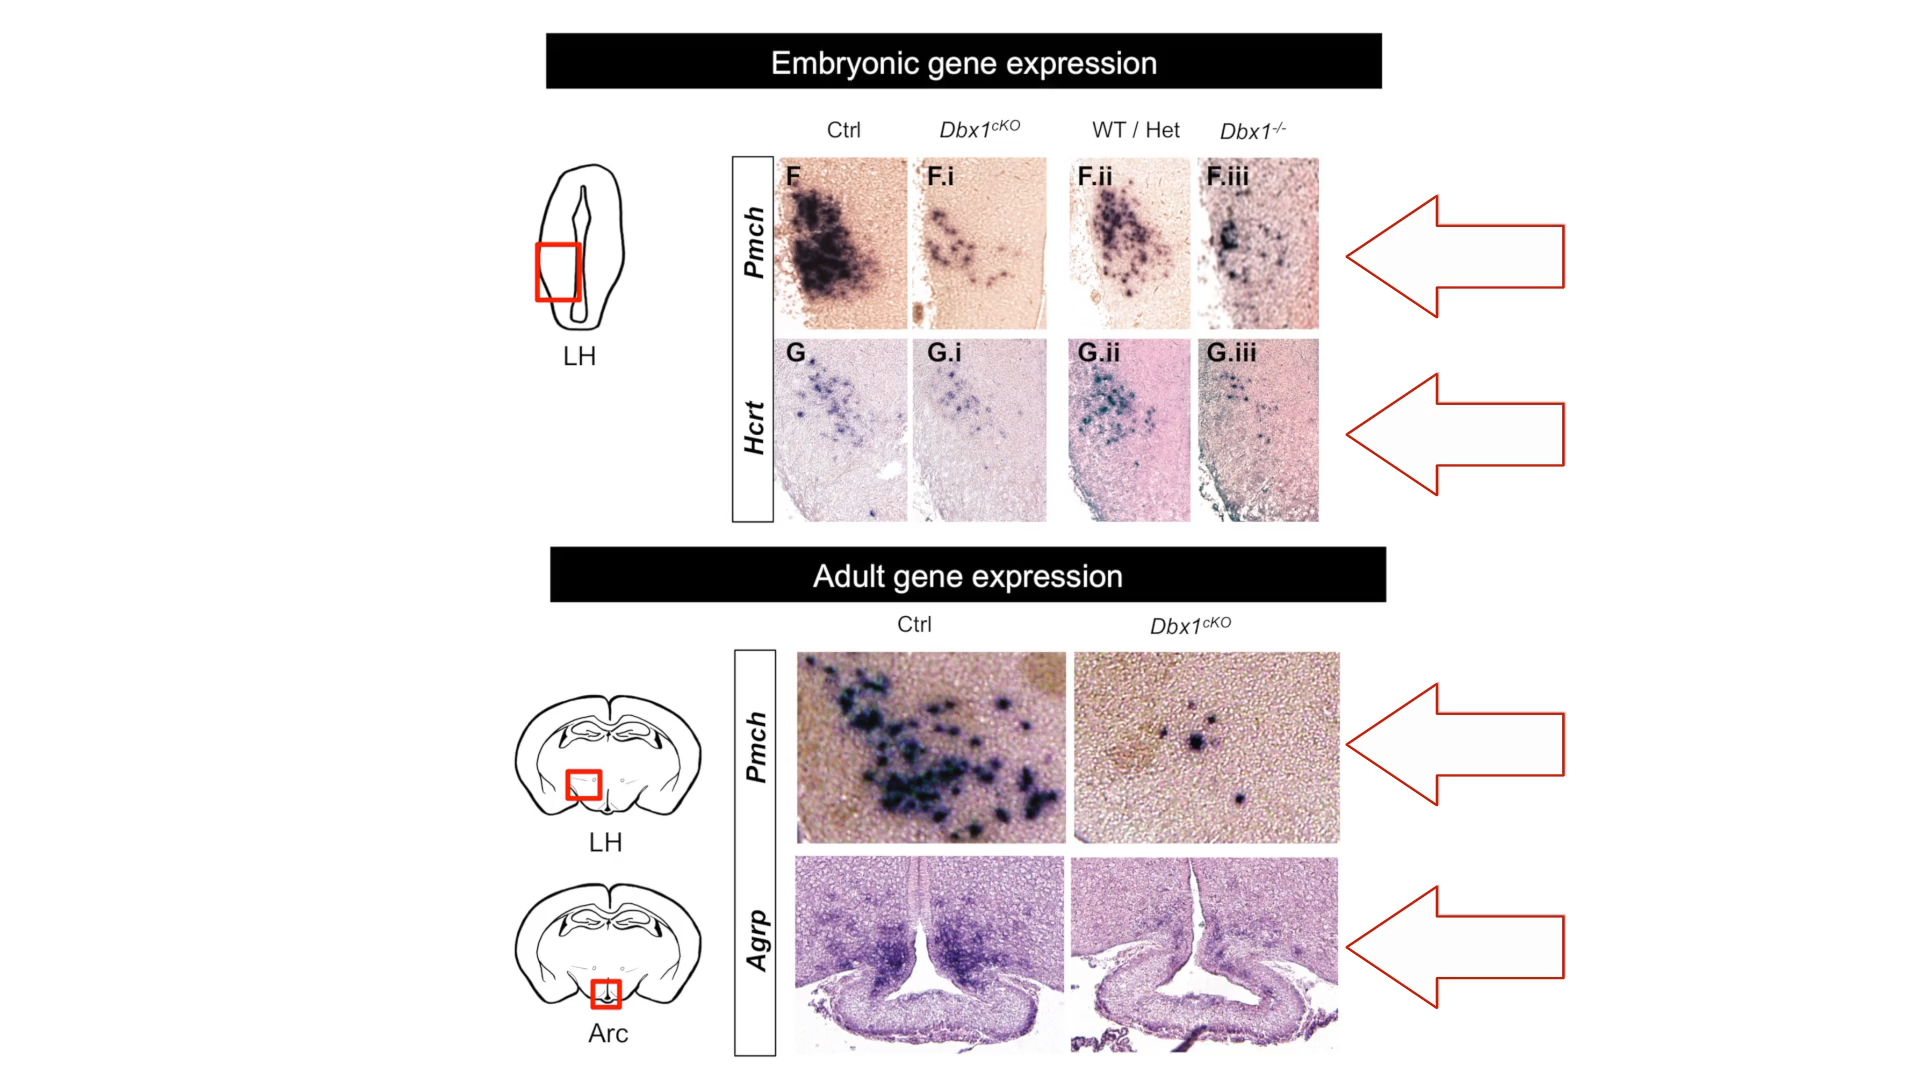 Embryonic gene expression
Ctrl Dbx1cKO WT / Het Dbx1-/-
Pmch
F F.i F.ii F.iii
LH
Hcrt
G G.i G.ii G.iii
Adult gene expression
Ctrl Dbx1cKO
Pmch
LH
Agrp
Arc